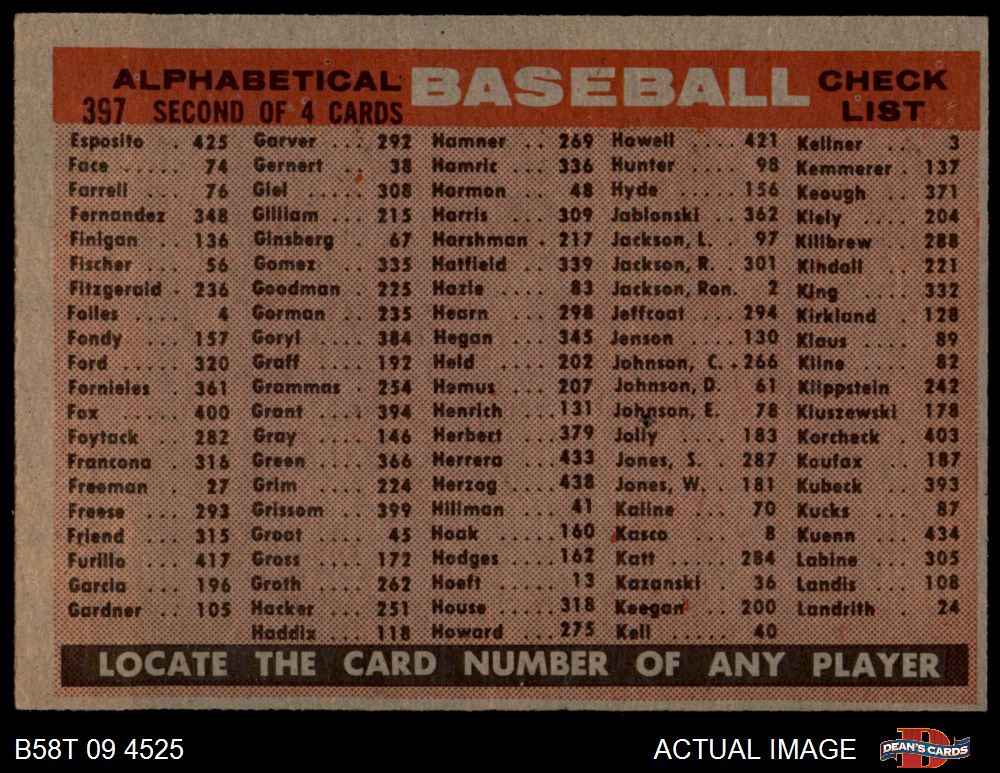 ALPHABETICAL BASEBALL CHECK
397 SECOND OF 4 CARDS LIST
Esposito .. 425
Face ..... 74
Farrell ... 76
Fernandez 348
Finigan .. 136
Fischer ... 56
Fitzgerald . 236
Foiles .... 4
Fondy ... 157
Ford .... 320
Fornieles 361
Fox ..... 400
Foytack .. 282
Francona . 316
Freeman . 27
Freese ... 293
Friend ... 315
Furillo ... 417
Garcia ... 196
Gardner .. 105
Garver ... 292
Gernert .. 38
Giel ..... 308
Gilliam ... 215
Ginsberg . 67
Gomez .. 335
Goodman . 225
Gorman .. 235
Goryl .... 384
Graff .... 192
Grammas . 254
Grant .... 394
Gray .... 146
Green .... 366
Grim .... 224
Grissom .. 399
Groat .... 45
Gross .... 172
Groth .... 262
Hacker ... 251
Haddix ... 118
Hamner .. 269
Hamric ... 336
Harmon .. 48
Harris ... 309
Harshman . 217
Hatfield .. 339
Hazle .... 83
Hearn ... 298
Hegan ... 345
Held .... 202
Hemus ... 207
Henrich ... 131
Herbert ... 379
Herrera ... 433
Herzog .... 438
Hillman ... 41
Hoak .... 160
Hodges ... 162
Hoeft .... 13
House .... 318
Howard ... 275
Howell .... 421
Hunter ... 98
Hyde .... 156
Jablonski .. 362
Jackson, L. . 97
Jackson, R. . 301
Jackson, Ron. 2
Jeffcoat ... 294
Jenson ... 130
Johnson, C. .. 266
Johnson, D. 61
Johnson, E. 78
Jolly .... 183
Jones, S. . 287
Jones, W. . 181
Kaline ... 70
Kasco ... 8
Katt ..... 284
Kazanski . 36
Keegan .. 200
Kell ..... 40
Kellner .. 3
Kemmerer . 137
Keough .. 371
Kiely .... 204
Killbrew .. 288
Kindall .. 221
King .... 332
Kirkland .. 128
Klaus ... 89
Kline ... 82
Klippstein 242
Kluszewski 178
Korcheck . 403
Koufax .. 187
Kubeck .. 393
Kucks ... 87
Kuenn ... 434
Labine ... 305
Landis ... 108
Landrith .. 24
LOCATE THE CARD NUMBER OF ANY PLAYER
B58T 09 4525
ACTUAL IMAGE
DEAN'S CARDS